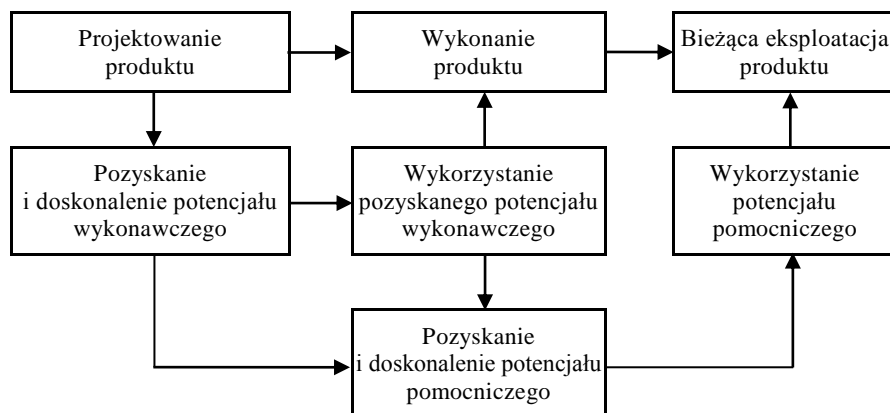 Projektowanie
produktu
Wykonanie
produktu
Bieżąca eksploatacja
produktu
Pozyskanie
i doskonalenie potencjału
wykonawczego
Wykorzystanie
pozyskanego potencjału
wykonawczego
Wykorzystanie
potencjału
pomocniczego
Pozyskanie
i doskonalenie potencjału
pomocniczego